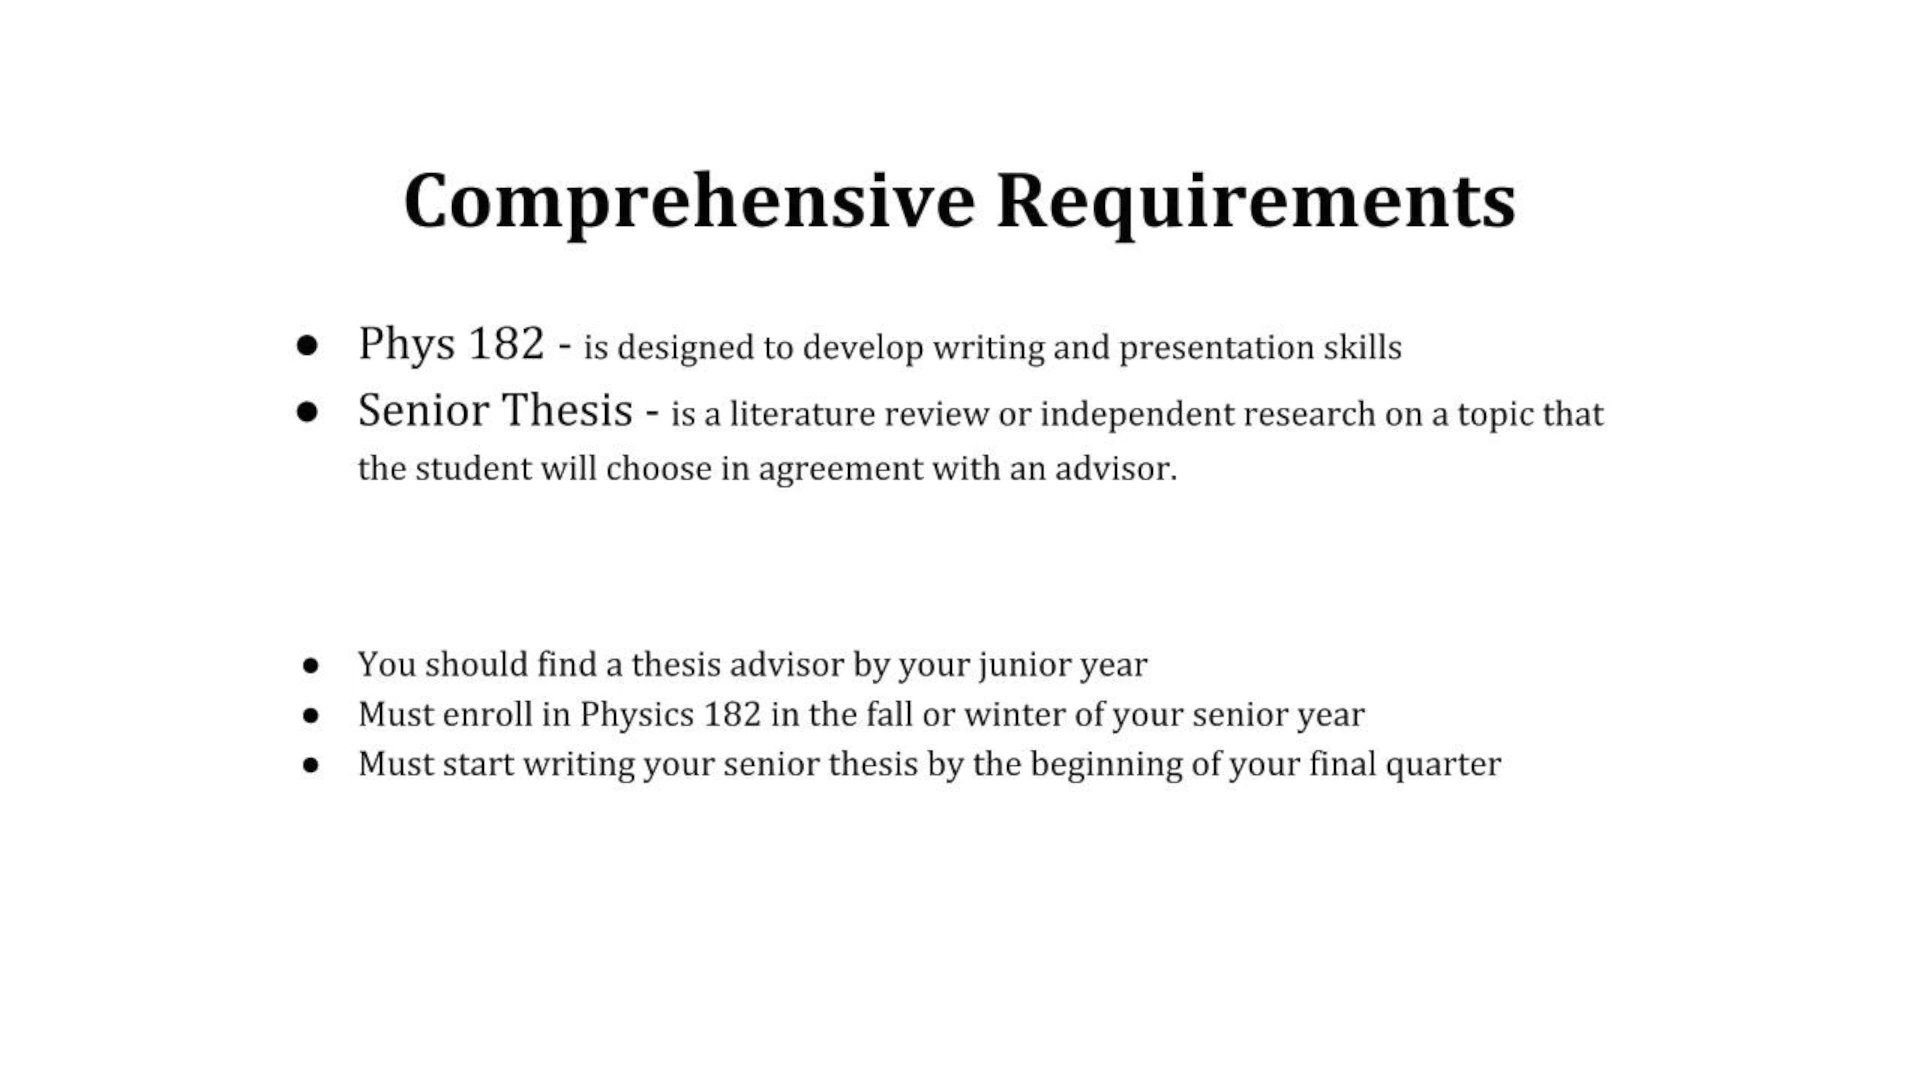 Comprehensive Requirements
● Phys 182 - is designed to develop writing and presentation skills
● Senior Thesis - is a literature review or independent research on a topic that
the student will choose in agreement with an advisor.
● You should find a thesis advisor by your junior year
● Must enroll in Physics 182 in the fall or winter of your senior year
● Must start writing your senior thesis by the beginning of your final quarter